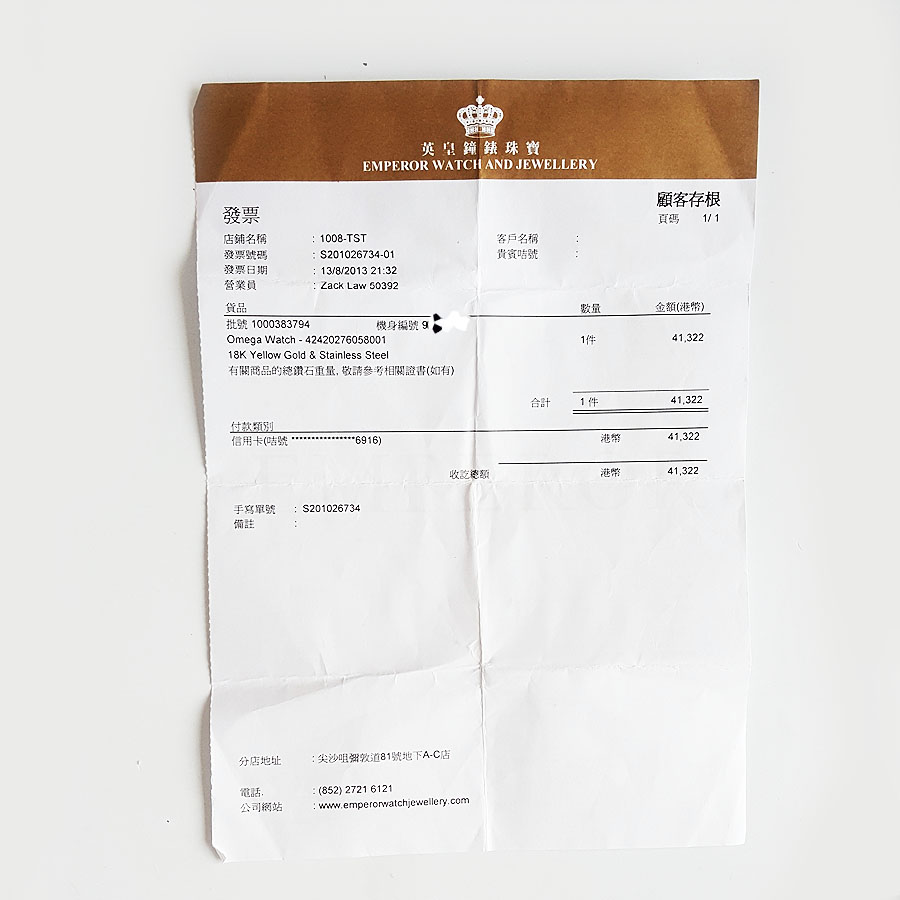 英皇鐘錶珠寶
EMPEROR WATCH AND JEWELLERY
顧客存根
發票
頁碼 1/ 1
店鋪名稱 : 1008-TST 客戶名稱 :
發票號碼 : S201026734-01 貴賓咭號 :
發票日期 : 13/8/2013 21:32
營業員 : Zack Law 50392
貨品 數量 金額(港幣)
批號 1000383794 機身編號
Omega Watch - 42420276058001 1件 41,322
18K Yellow Gold & Stainless Steel
有關商品的總鑽石重量, 敬請參考相關證書(如有)
合計 1 件 41,322
付款類別
信用卡(咭號 ****************6916) 港幣 41,322
收訖總額 港幣 41,322
手寫單號 : S201026734
備註 :
分店地址 : 尖沙咀彌敦道81號地下A-C店
電話. : (852) 2721 6121
公司網站 : www.emperorwatchjewellery.com